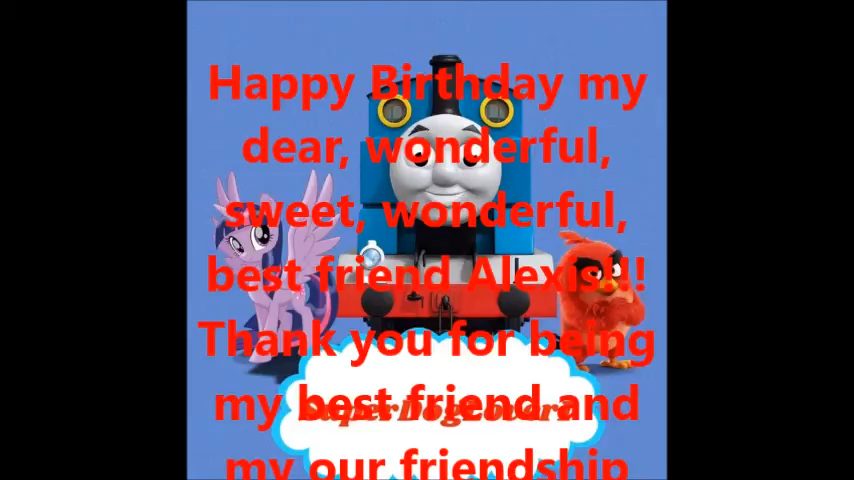 Happy Birthday my
dear, wonderful,
sweet, wonderful,
best friend Alexis!!!
Thank you for being
my best friend and
SuperDogLover1
my our friendship